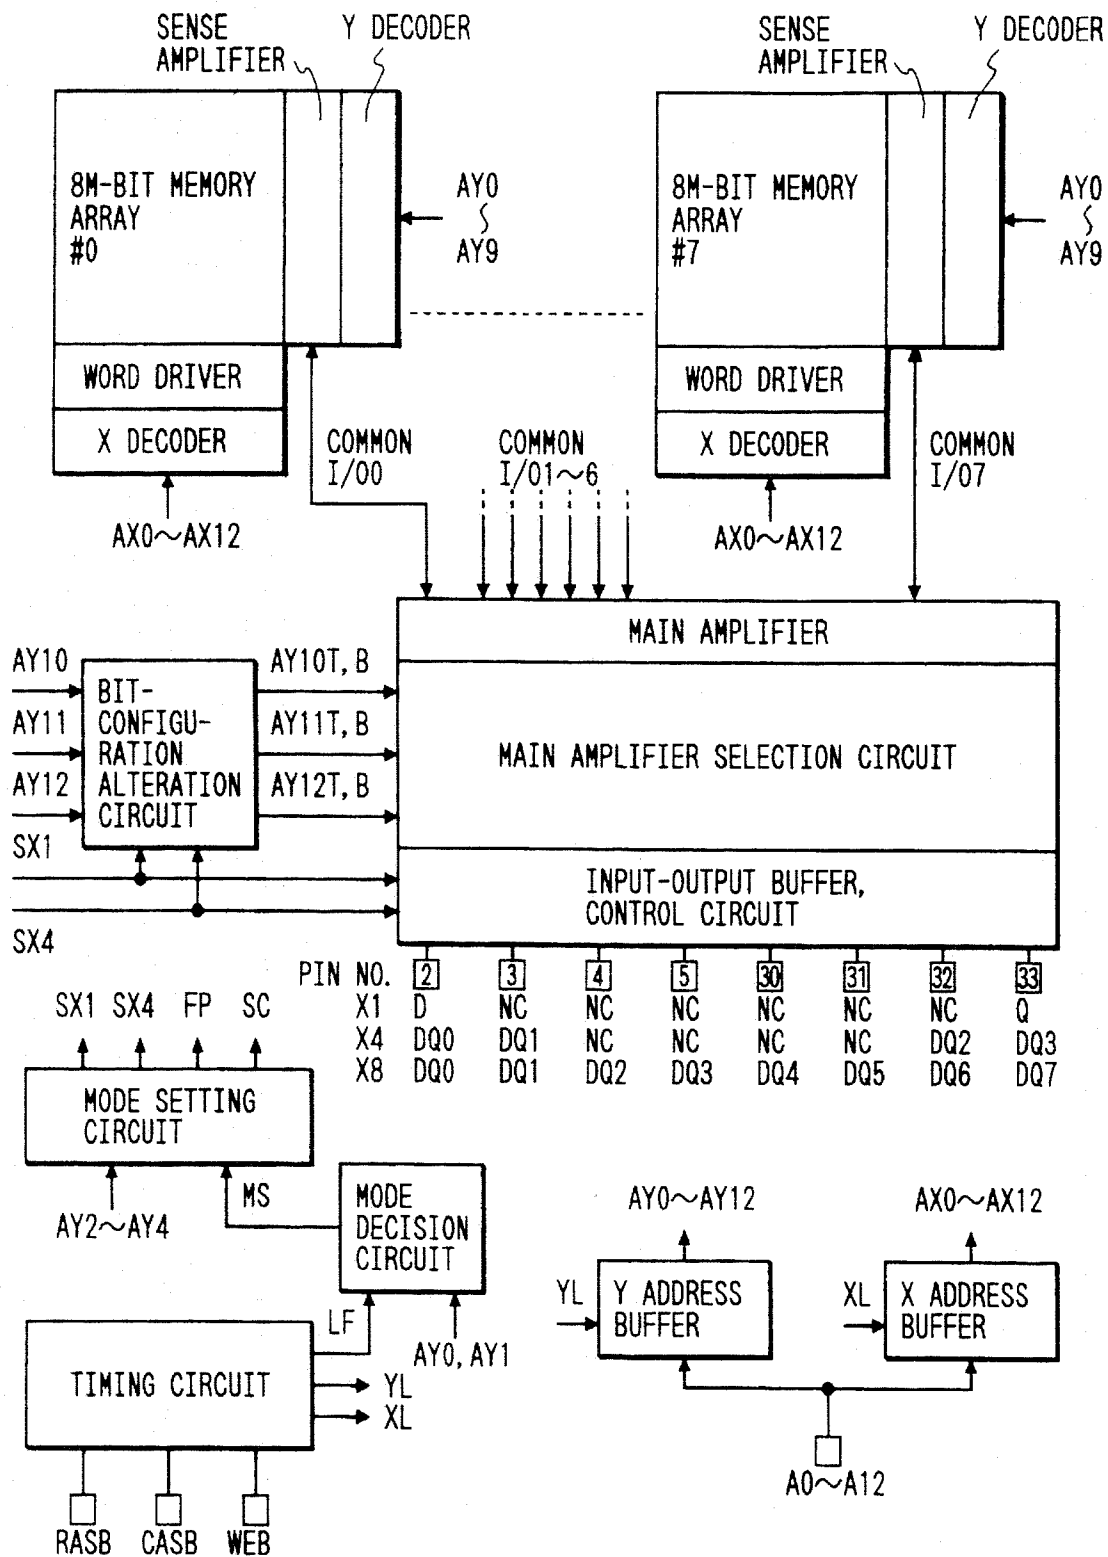 SENSE AMPLIFIER
Y DECODER
SENSE AMPLIFIER
Y DECODER
8M-BIT MEMORY
ARRAY
#0
AY0
~
AY9
8M-BIT MEMORY
ARRAY
#7
AY0
~
AY9
WORD DRIVER
X DECODER
AX0~AX12
COMMON
I/O0
COMMON
I/O1~6
WORD DRIVER
X DECODER
AX0~AX12
COMMON
I/O7
MAIN AMPLIFIER
MAIN AMPLIFIER SELECTION CIRCUIT
INPUT-OUTPUT BUFFER,
CONTROL CIRCUIT
AY10
AY11
AY12
SX1
SX4
BIT-
CONFIGU-
RATION
ALTERATION
CIRCUIT
AY10T, B
AY11T, B
AY12T, B
PIN NO. 2 3 4 5 30 31 32 33
X1 D NC NC NC NC NC NC Q
X4 DQ0 DQ1 NC NC NC NC DQ2 DQ3
X8 DQ0 DQ1 DQ2 DQ3 DQ4 DQ5 DQ6 DQ7
SX1 SX4 FP SC
MODE SETTING
CIRCUIT
AY2~AY4
MS
MODE
DECISION
CIRCUIT
LF
AY0, AY1
TIMING CIRCUIT
YL
XL
RASB CASB WEB
AY0~AY12
YL
Y ADDRESS
BUFFER
AX0~AX12
XL
X ADDRESS
BUFFER
A0~A12